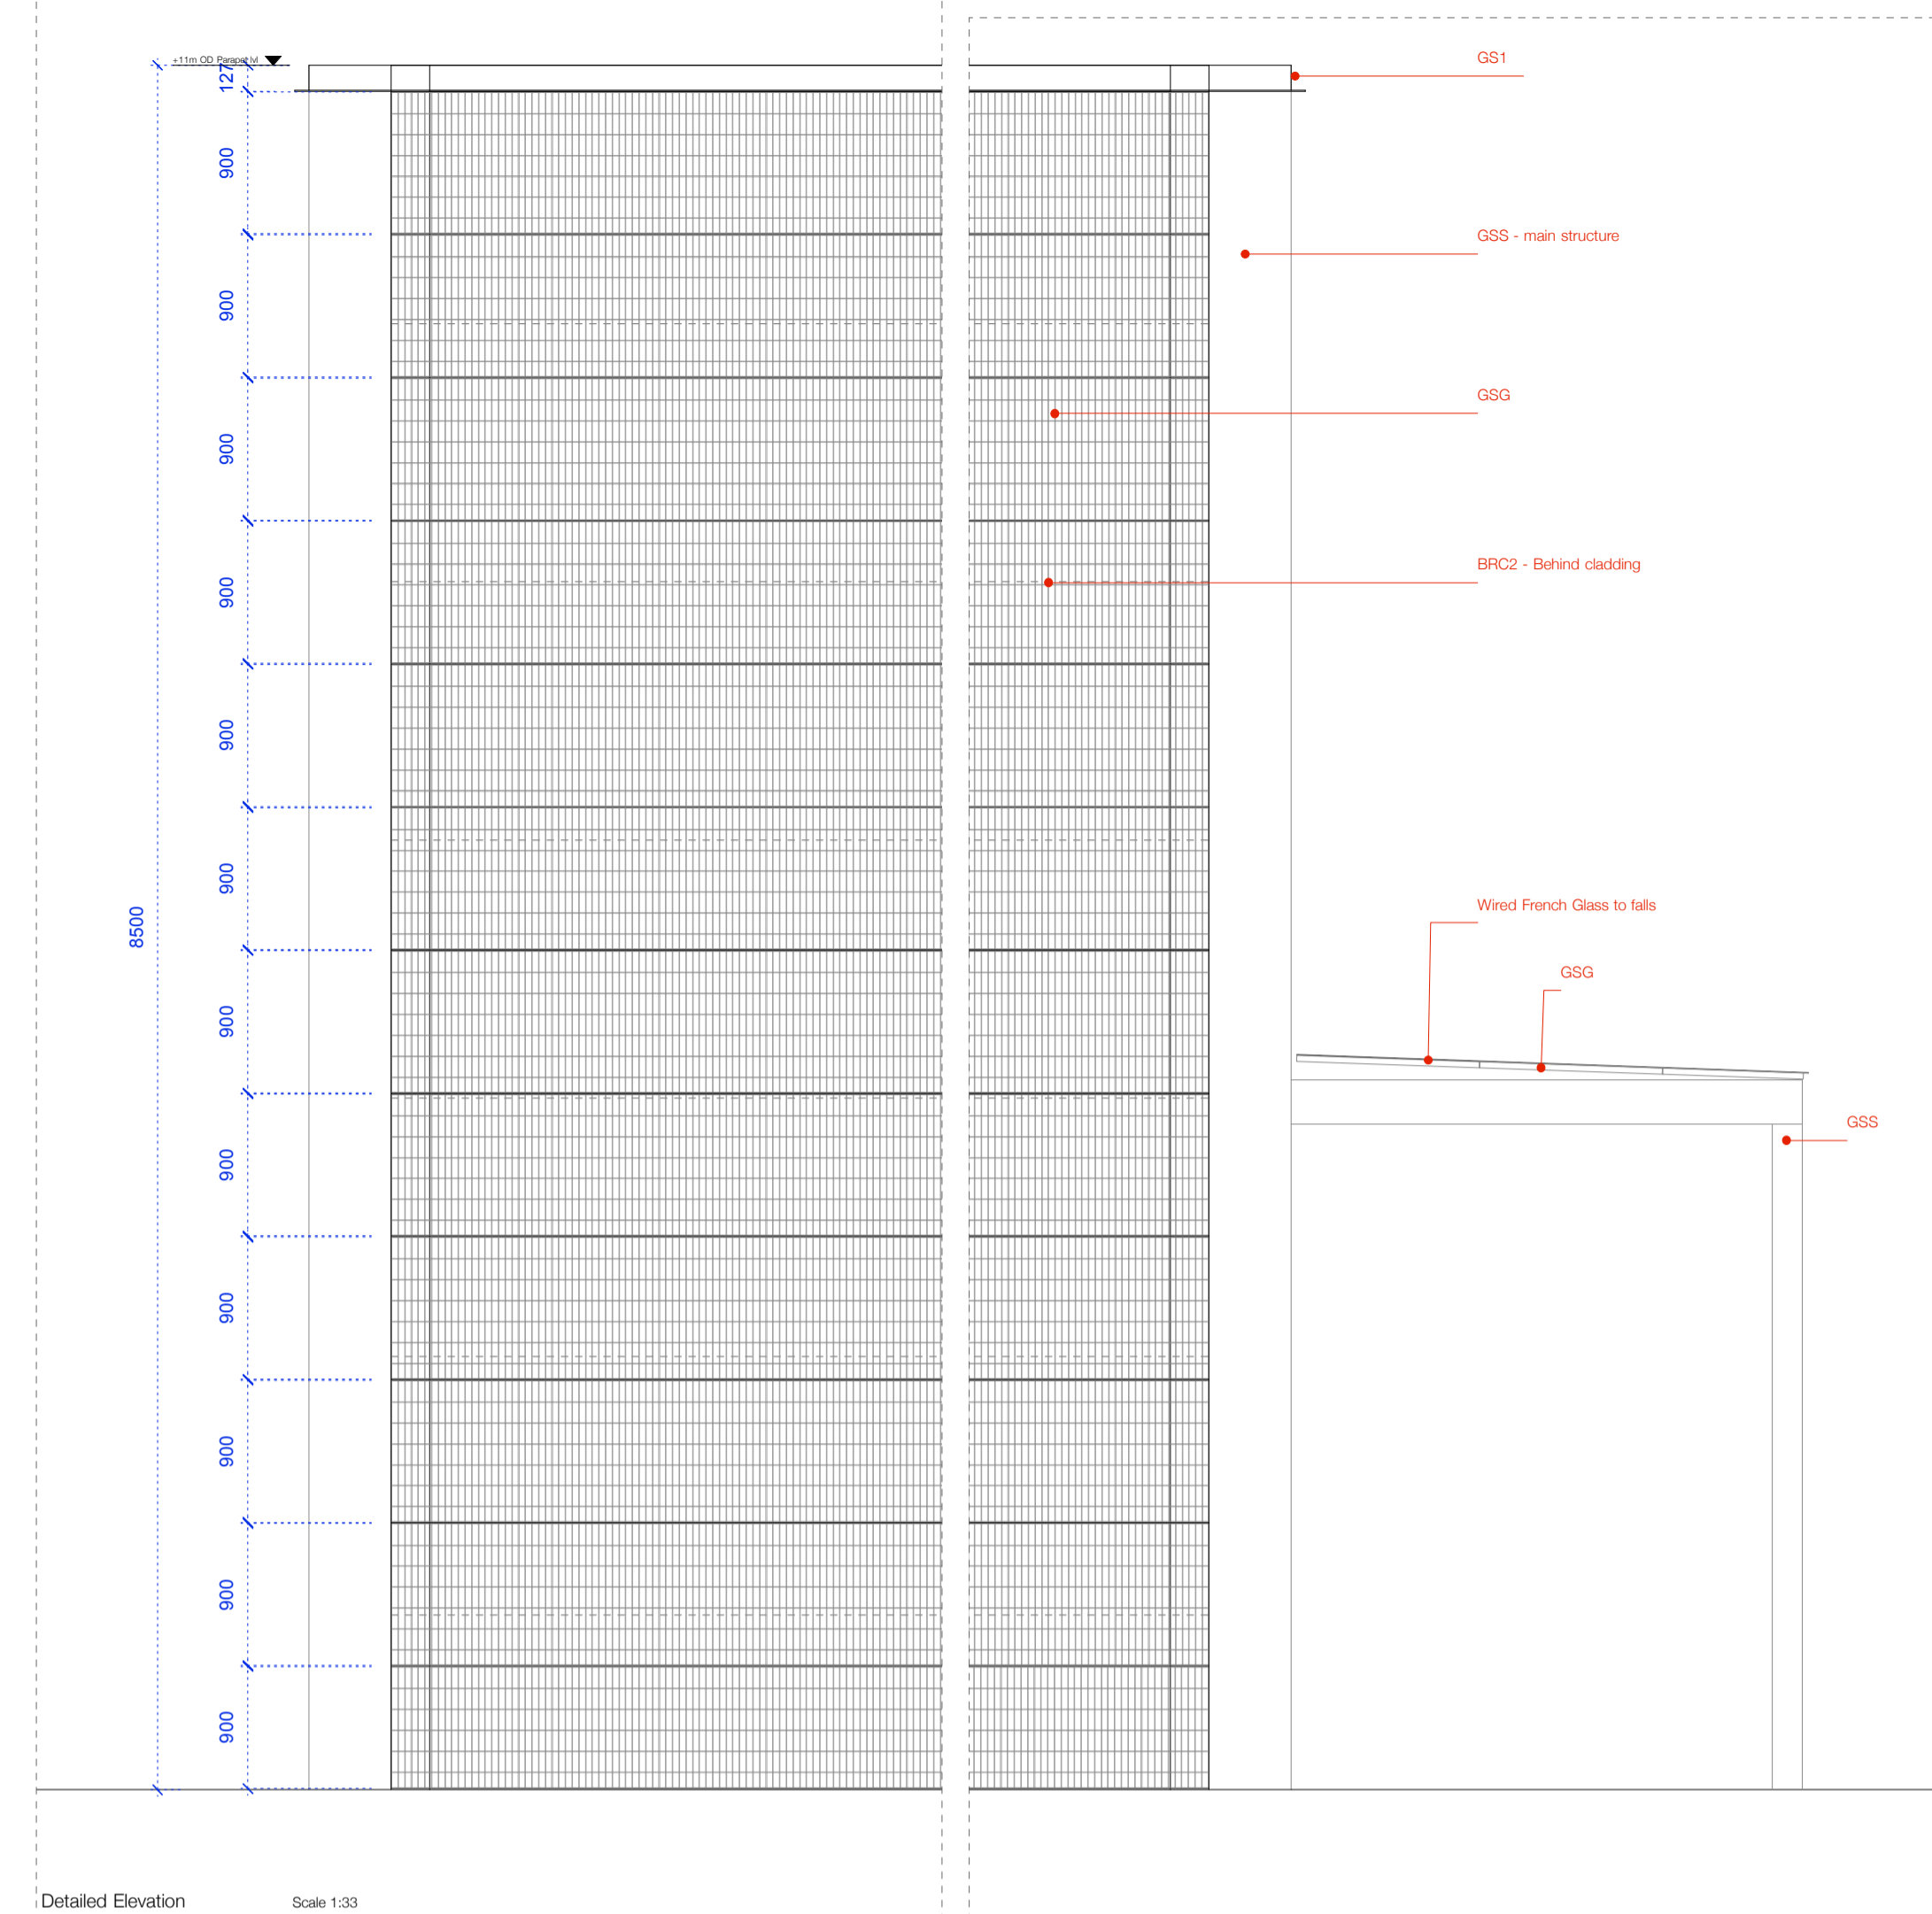 +11m OD Parapet lvl
127
900
900
900
900
900
900
900
900
900
900
900
900
8500
GS1
GSS - main structure
GSG
BRC2 - Behind cladding
Wired French Glass to falls
GSG
GSS
Detailed Elevation
Scale 1:33